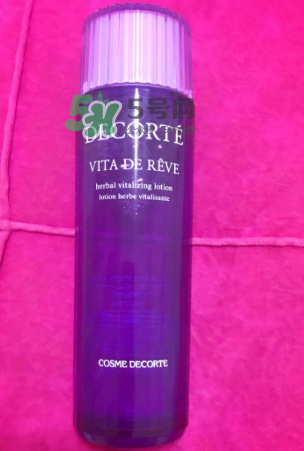 5号网
DECORTÉ
VITA DE RÊVE
herbal vitalizing lotion
lotion herbe vitalisante
COSME DECORTE